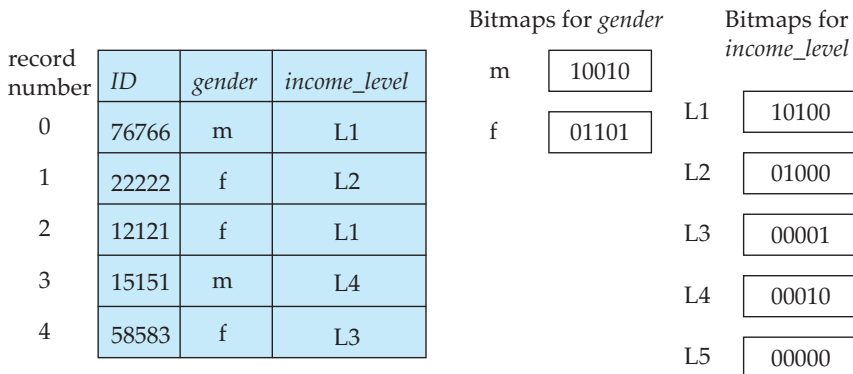 record
number
ID gender income_level
0 76766 m L1
1 22222 f L2
2 12121 f L1
3 15151 m L4
4 58583 f L3
Bitmaps for gender
m 10010
f 01101
Bitmaps for
income_level
L1 10100
L2 01000
L3 00001
L4 00010
L5 00000